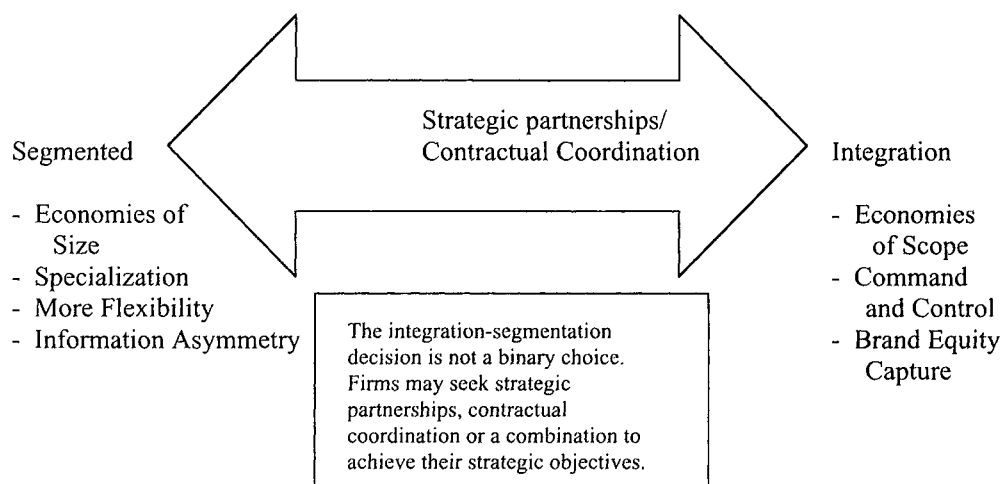 Strategic partnerships/
Contractual Coordination
Segmented
- Economies of
Size
- Specialization
- More Flexibility
- Information Asymmetry
Integration
- Economies
of Scope
- Command
and Control
- Brand Equity
Capture
The integration-segmentation
decision is not a binary choice.
Firms may seek strategic
partnerships, contractual
coordination or a combination to
achieve their strategic objectives.